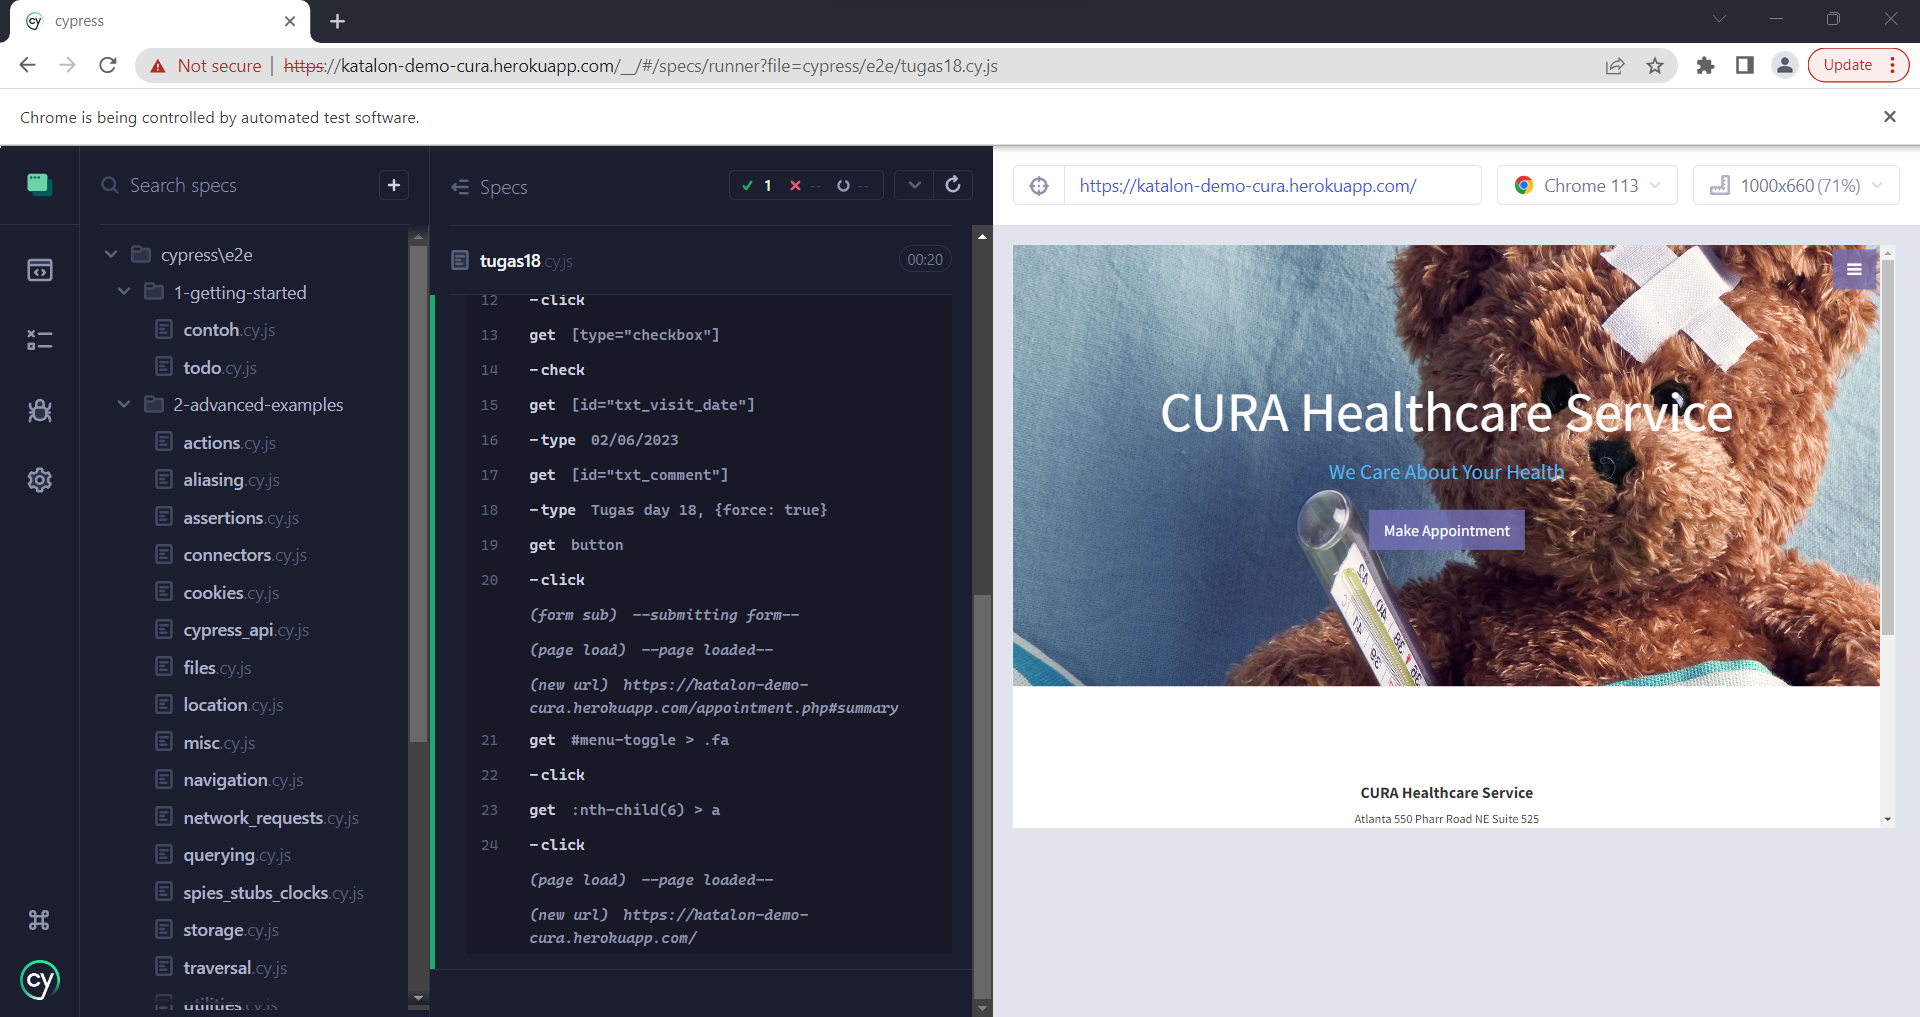 cypress
Not secure
https://katalon-demo-cura.herokuapp.com/__/#/specs/runner?file=cypress/e2e/tugas18.cy.js
Update
Chrome is being controlled by automated test software.
Search specs
+
cypress\e2e
1-getting-started
contoh.cy.js
todo.cy.js
2-advanced-examples
actions.cy.js
aliasing.cy.js
assertions.cy.js
connectors.cy.js
cookies.cy.js
cypress_api.cy.js
files.cy.js
location.cy.js
misc.cy.js
navigation.cy.js
network_requests.cy.js
querying.cy.js
spies_stubs_clocks.cy.js
storage.cy.js
traversal.cy.js
utilities.cy.js
cy
Specs
1 -- --
tugas18.cy.js 00:20
12 -click
13 get [type="checkbox"]
14 -check
15 get [id="txt_visit_date"]
16 -type 02/06/2023
17 get [id="txt_comment"]
18 -type Tugas day 18, {force: true}
19 get button
20 -click
(form sub) --submitting form--
(page load) --page loaded--
(new url) https://katalon-demo-
cura.herokuapp.com/appointment.php#summary
21 get #menu-toggle > .fa
22 -click
23 get :nth-child(6) > a
24 -click
(page load) --page loaded--
(new url) https://katalon-demo-
cura.herokuapp.com/
https://katalon-demo-cura.herokuapp.com/
Chrome 113
1000x660 (71%)
CURA Healthcare Service
We Care About Your Health
Make Appointment
CURA Healthcare Service
Atlanta 550 Pharr Road NE Suite 525